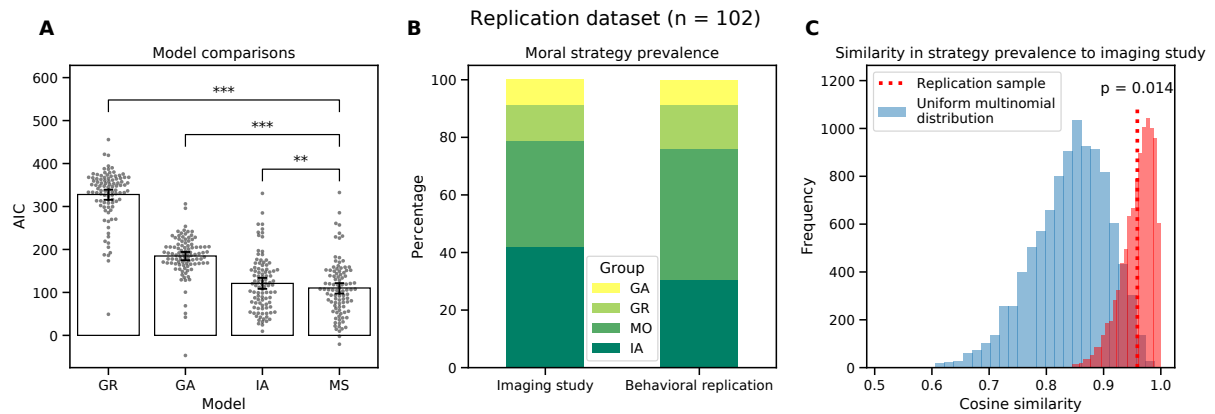 Replication dataset (n = 102)
A
Model comparisons
600
500
400
300
200
100
0
AIC
***
***
**
GR
GA
IA
MS
Model
B
Moral strategy prevalence
100
80
60
40
20
0
Percentage
Group
GA
GR
MO
IA
Imaging study
Behavioral replication
C
Similarity in strategy prevalence to imaging study
1200
1000
800
600
400
200
0
Frequency
Replication sample
Uniform multinomial
distribution
p = 0.014
0.5
0.6
0.7
0.8
0.9
1.0
Cosine similarity